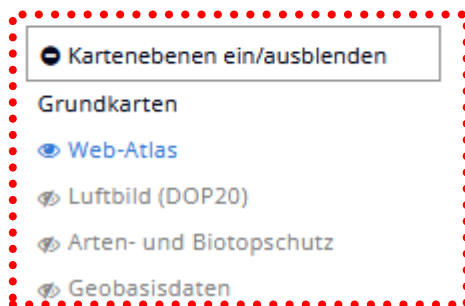 Kartenebenen ein/ausblenden
Grundkarten
Web-Atlas
Luftbild (DOP20)
Arten- und Biotopschutz
Geobasisdaten